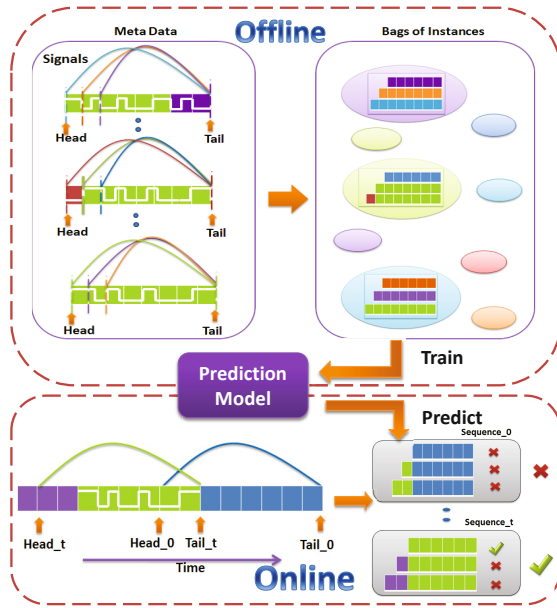 Meta Data
Offline
Bags of Instances
Signals
Head
Tail
Head
Tail
Head
Tail
Train
Prediction
Model
Predict
Sequence_0
Sequence_t
Head_t
Head_0
Tail_t
Tail_0
Time
Online